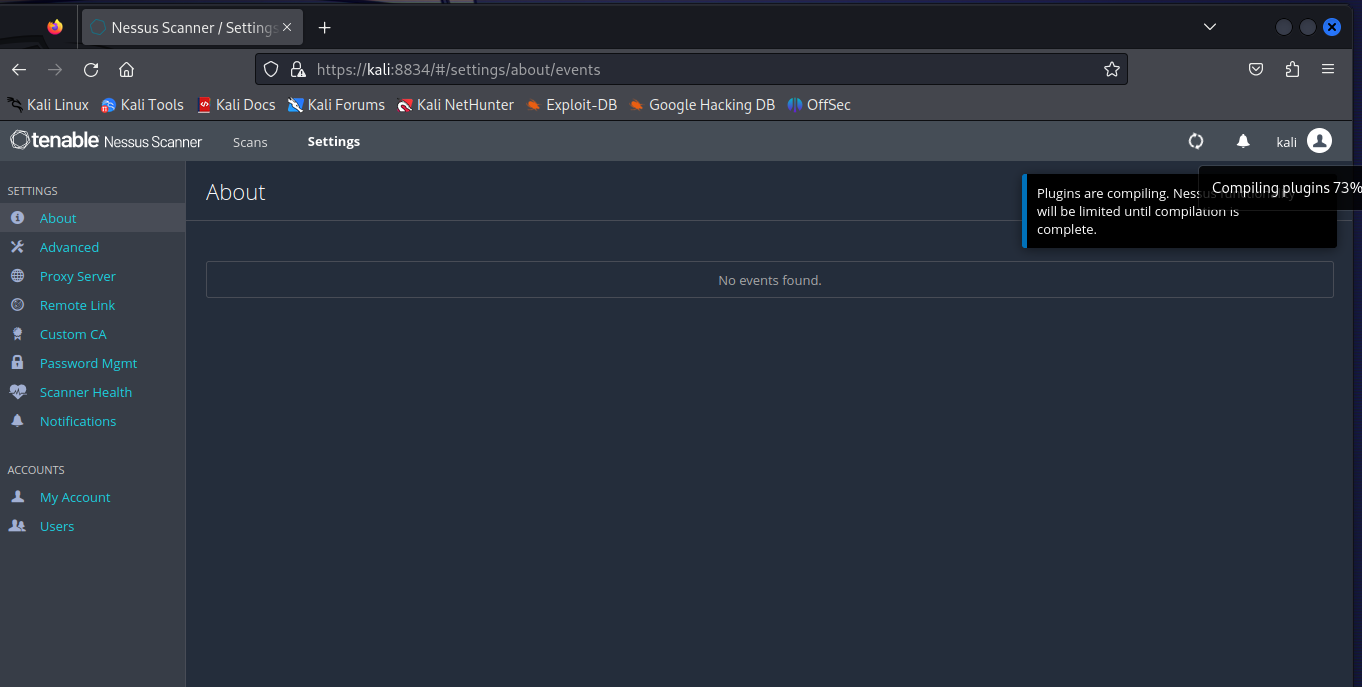 Nessus Scanner / Settings
https://kali:8834/#/settings/about/events
Kali Linux Kali Tools Kali Docs Kali Forums Kali NetHunter Exploit-DB Google Hacking DB OffSec
tenable Nessus Scanner Scans Settings kali
SETTINGS
About
Advanced
Proxy Server
Remote Link
Custom CA
Password Mgmt
Scanner Health
Notifications
ACCOUNTS
My Account
Users
About
Compiling plugins 73%
Plugins are compiling. Nessus functionality
will be limited until compilation is
complete.
No events found.